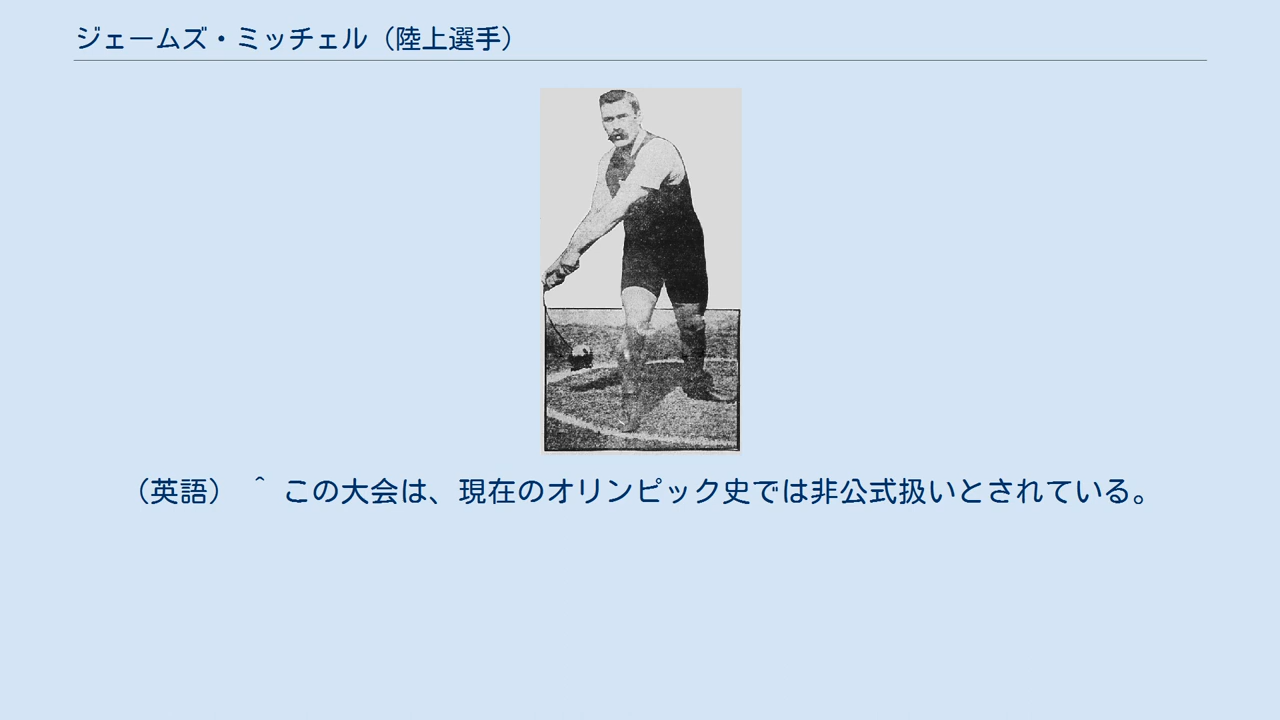 ジェームズ・ミッチェル（陸上選手）
（英語） ^ この大会は、現在のオリンピック史では非公式扱いとされている。